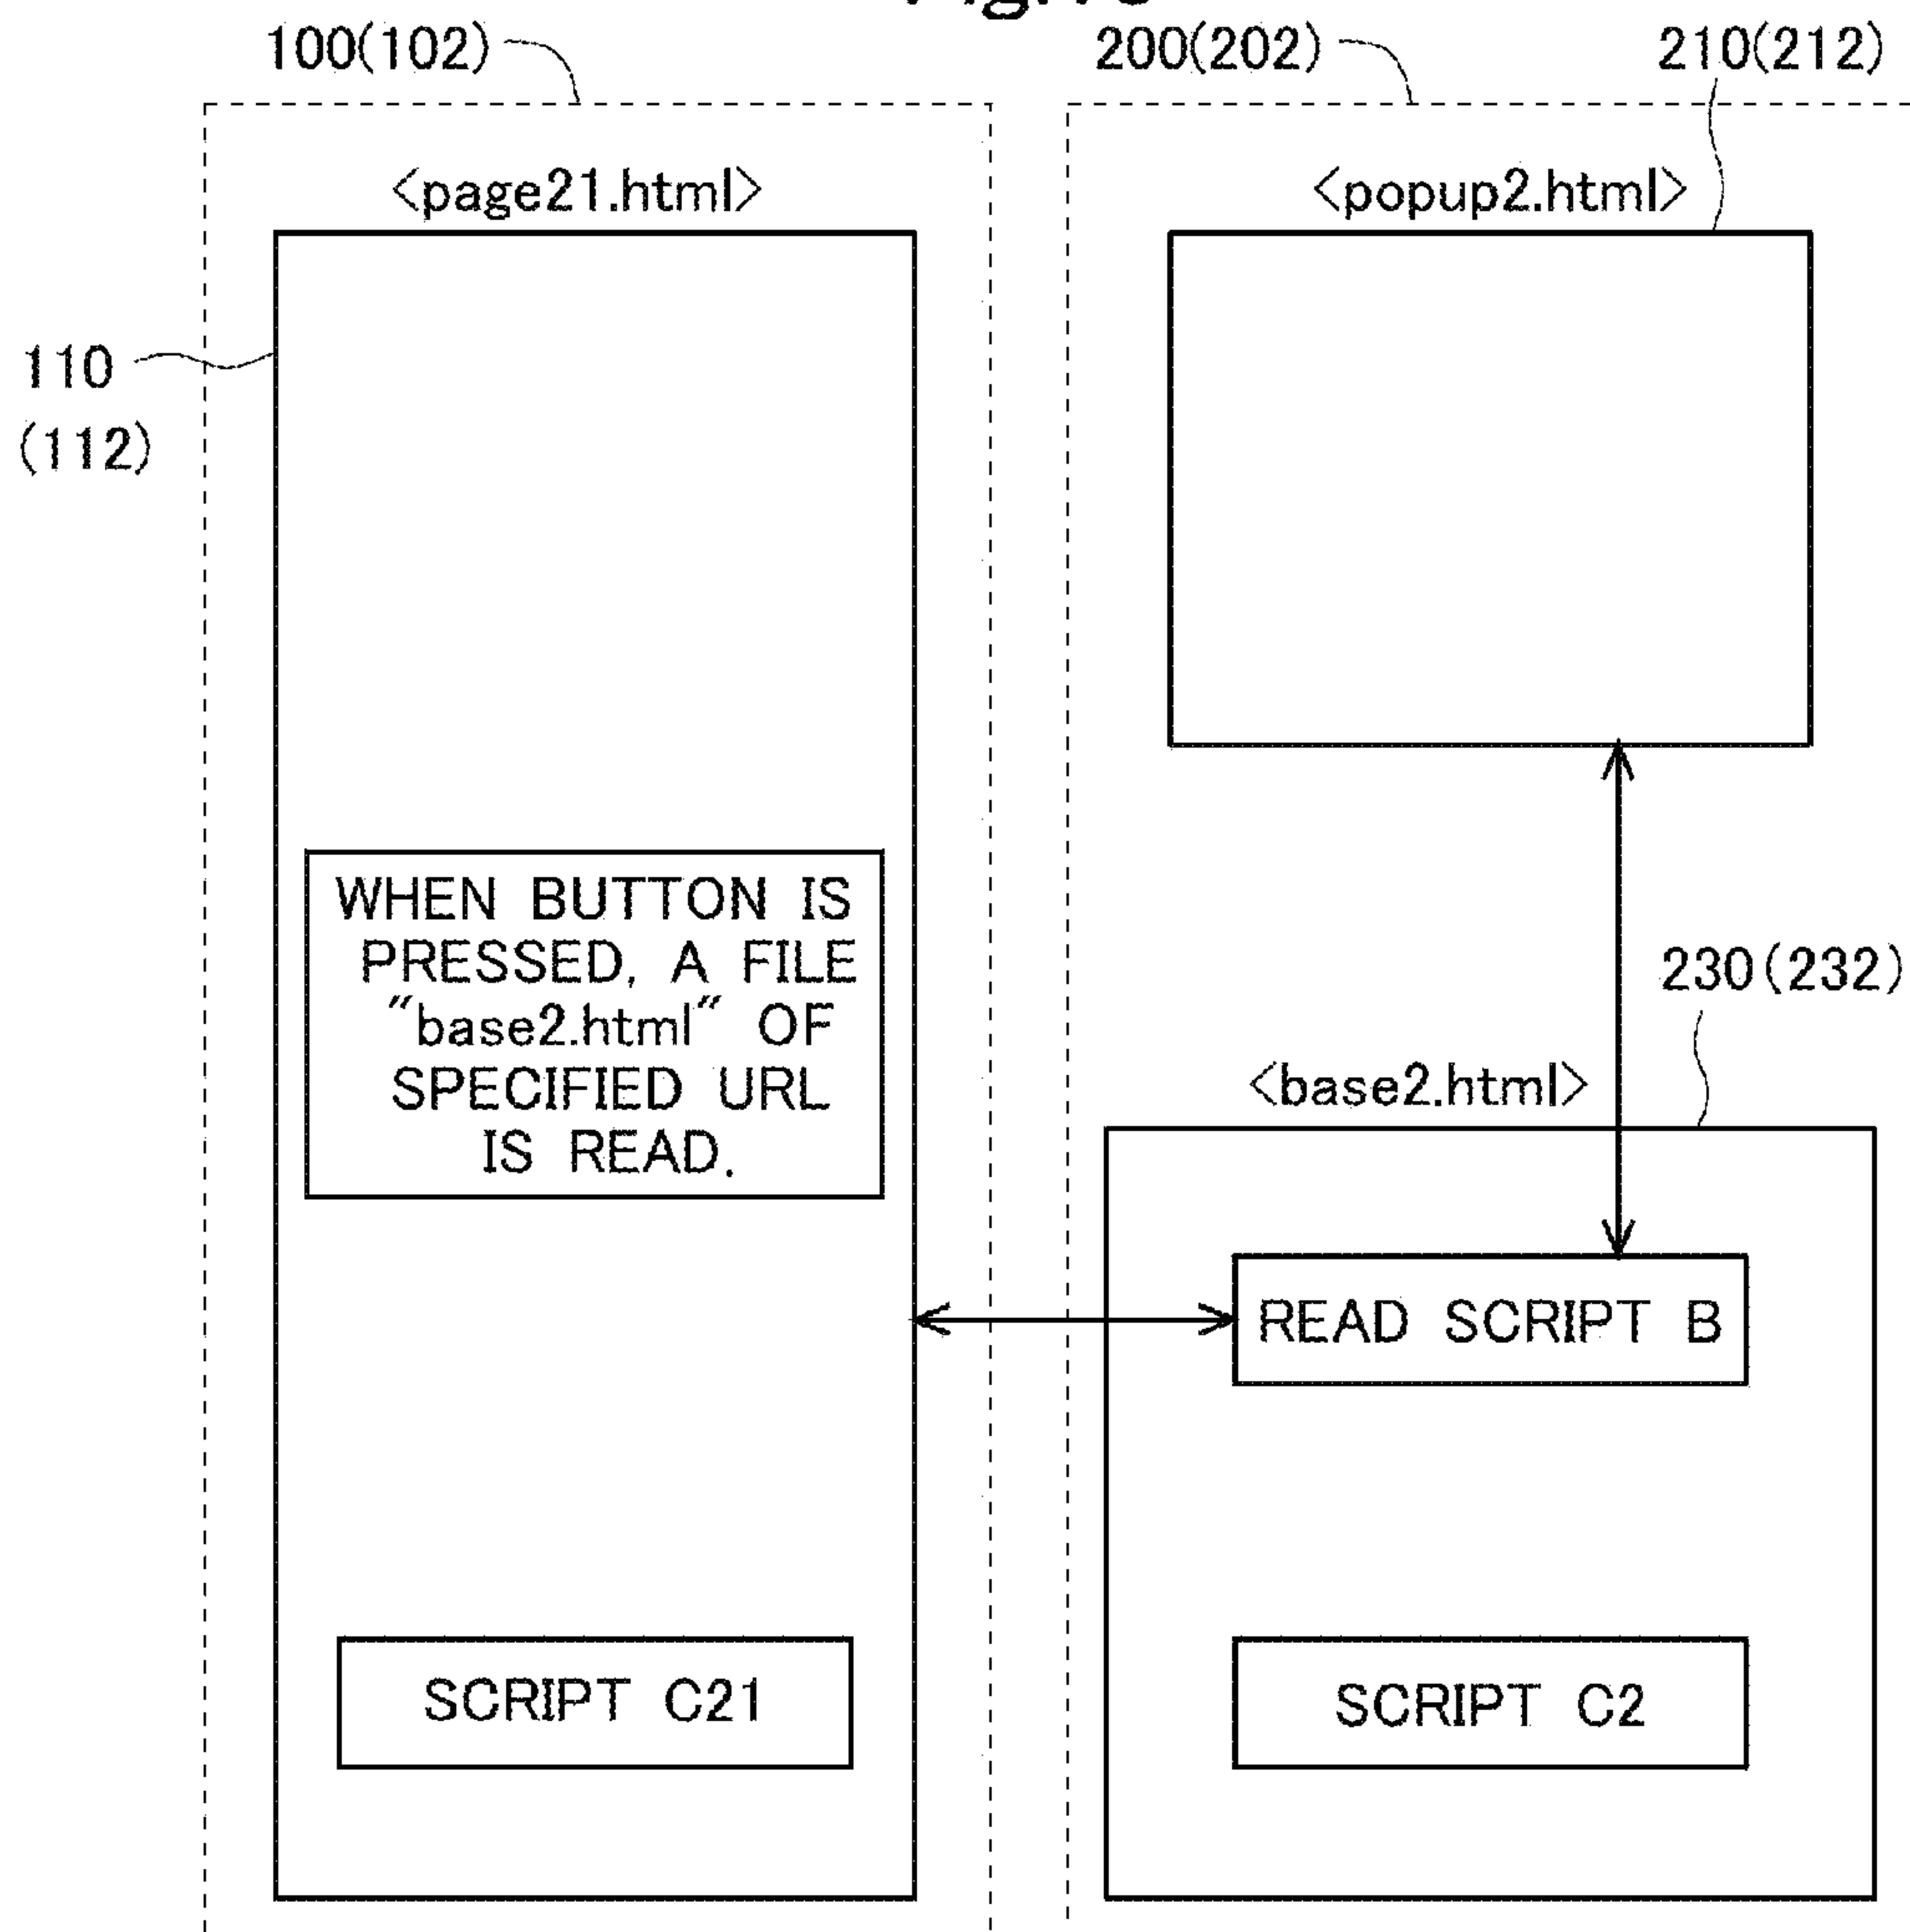 100(102)
200(202)
210(212)
<page21.html>
<popup2.html>
110
(112)
WHEN BUTTON IS
PRESSED, A FILE
"base2.html" OF
SPECIFIED URL
IS READ.
230(232)
<base2.html>
READ SCRIPT B
SCRIPT C21
SCRIPT C2